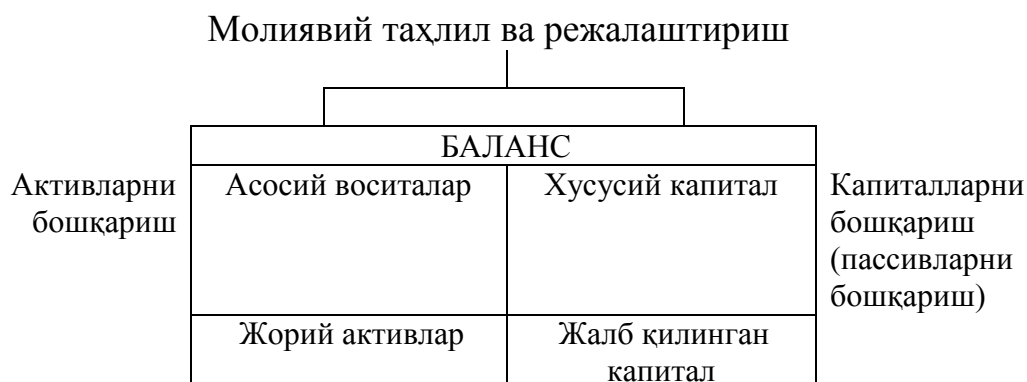 Молиявий таҳлил ва режалаштириш
БАЛАНС
Активларни
бошқариш
Асосий воситалар
Хусусий капитал
Капиталларни
бошқариш
(пассивларни
бошқариш)
Жорий активлар
Жалб қилинган
капитал